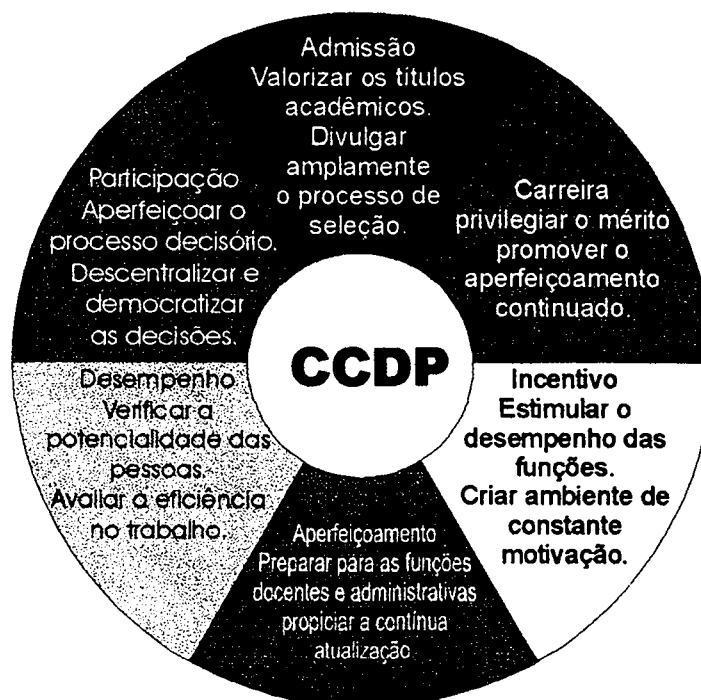 Admissão
Valorizar os títulos
acadêmicos.
Divulgar
amplamente
o processo de
seleção.
Carreira
privilegiar o mérito
promover o
aperfeiçoamento
continuado.
Incentivo
Estimular o
desempenho das
funções.
Criar ambiente de
constante
motivação.
Aperfeiçoamento
Preparar para as funções
docentes e administrativas
propiciar a contínua
atualização
Desempenho
Verificar a
potencialidade das
pessoas
Avaliar a eficiência
no trabalho.
Participação
Aperfeiçoar o
processo decisório.
Descentralizar e
democratizar
as decisões.
CCDP